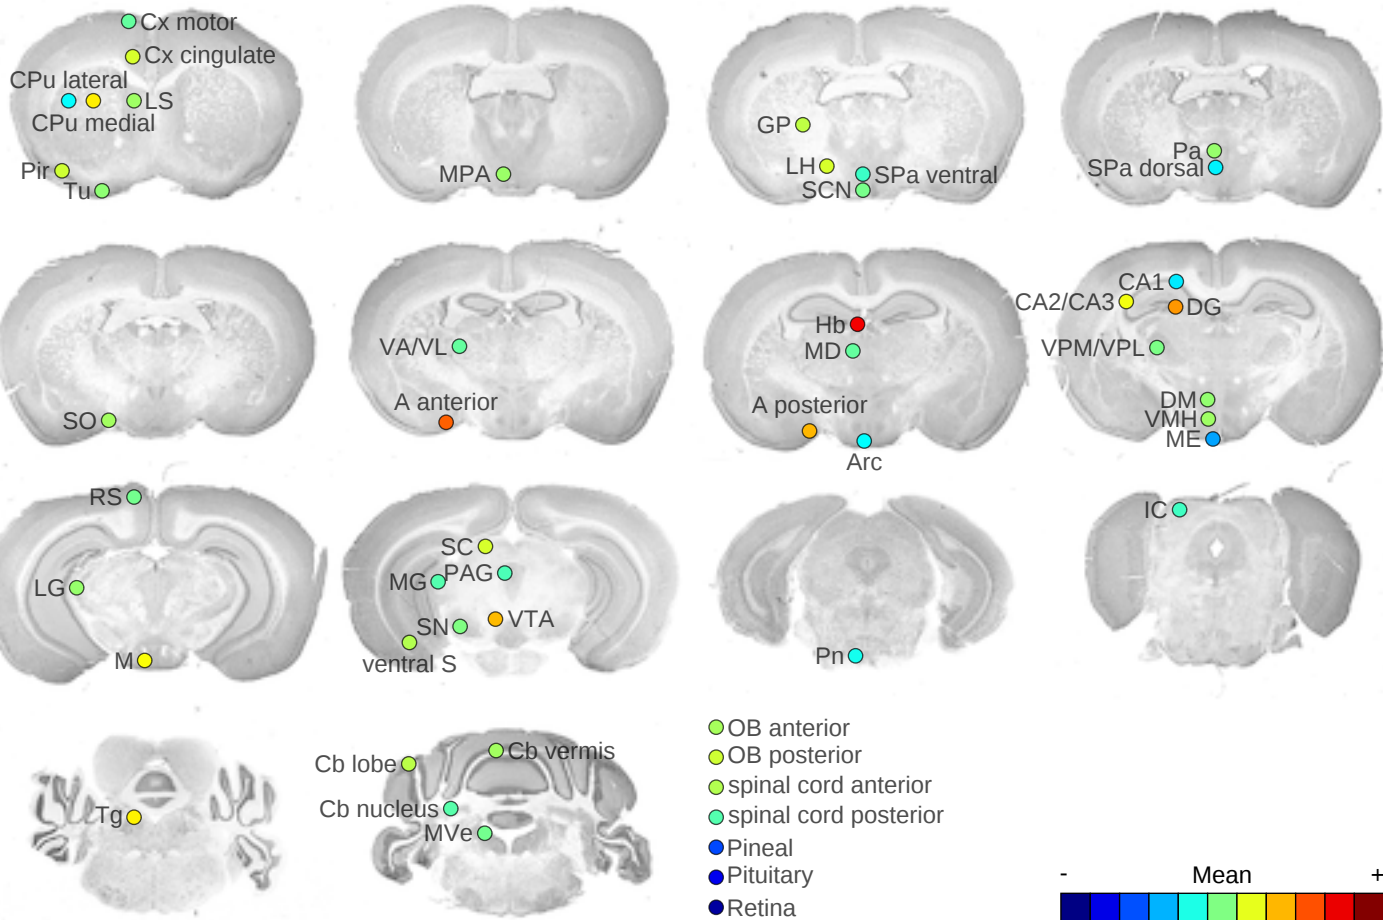 Cx motor
Cx cingulate
CPu lateral
LS
CPu medial
Pir
Tu
MPA
GP
LH
SPa ventral
SCN
Pa
SPa dorsal
SO
VA/VL
A anterior
Hb
MD
A posterior
Arc
CA1
CA2/CA3
DG
VPM/VPL
DM
VMH
ME
RS
LG
M
SC
MG
PAG
SN
VTA
ventral S
Pn
IC
Tg
Cb lobe
Cb vermis
Cb nucleus
MVe
OB anterior
OB posterior
spinal cord anterior
spinal cord posterior
Pineal
Pituitary
Retina
- Mean +